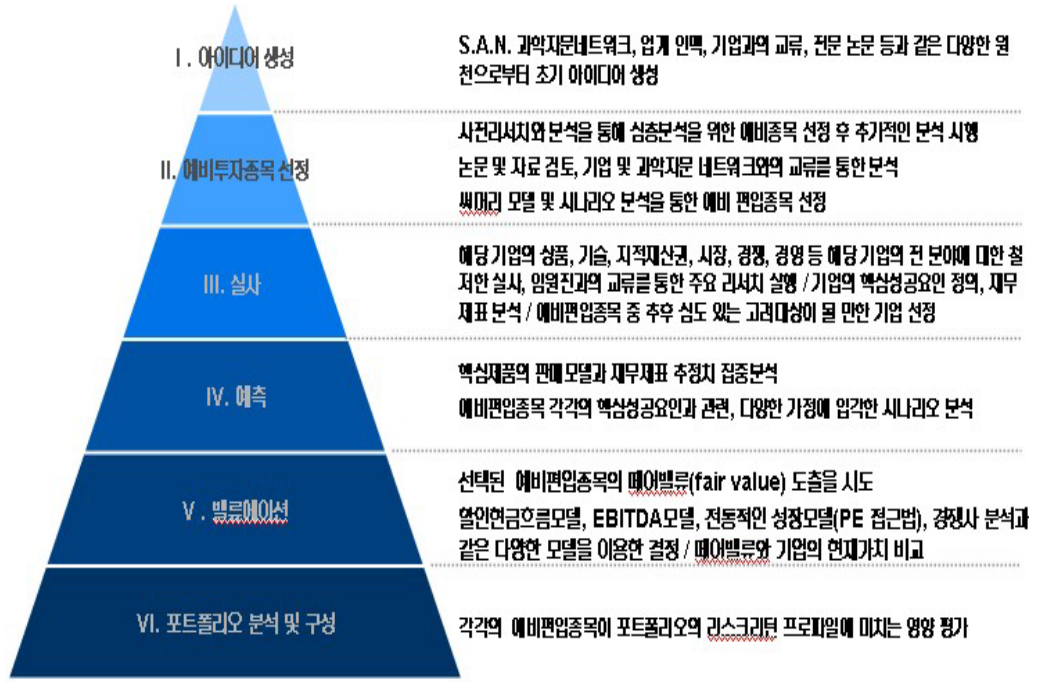 I . 아이디어 생성
S.A.N. 과학자문네트워크, 업계 인맥, 기업과의 교류, 전문 논문 등과 같은 다양한 원
천으로부터 초기 아이디어 생성
II. 예비투자종목 선정
사전리서치와 분석을 통해 심층분석을 위한 예비종목 선정 후 추가적인 분석 시행
논문 및 자료 검토, 기업 및 과학자문 네트워크와의 교류를 통한 분석
써머리 모델 및 시나리오 분석을 통한 예비 편입종목 선정
III. 실사
해당 기업의 상품, 기술, 지적재산권, 시장, 경쟁, 경영 등 해당 기업의 전 분야에 대한 철
저한 실사, 임원진과의 교류를 통한 주요 리서치 실행 / 기업의 핵심성공요인 정의, 재무
재표 분석 / 예비편입종목 중 추후 심도 있는 고려대상이 될 만한 기업 선정
IV. 예측
핵심제품의 판매모델과 재무재표 추정치 집중분석
예비편입종목 각각의 핵심성공요인과 관련, 다양한 가정에 입각한 시나리오 분석
V . 밸류에이션
선택된 예비편입종목의 페어밸류(fair value) 도출을 시도
할인현금흐름모델, EBITDA모델, 전통적인 성장모델(PE 접근법), 경쟁사 분석과
같은 다양한 모델을 이용한 결정 / 페어밸류와 기업의 현재가치 비교
VI. 포트폴리오 분석 및 구성
각각의 예비편입종목이 포트폴리오의 리스크리턴 프로파일에 미치는 영향 평가